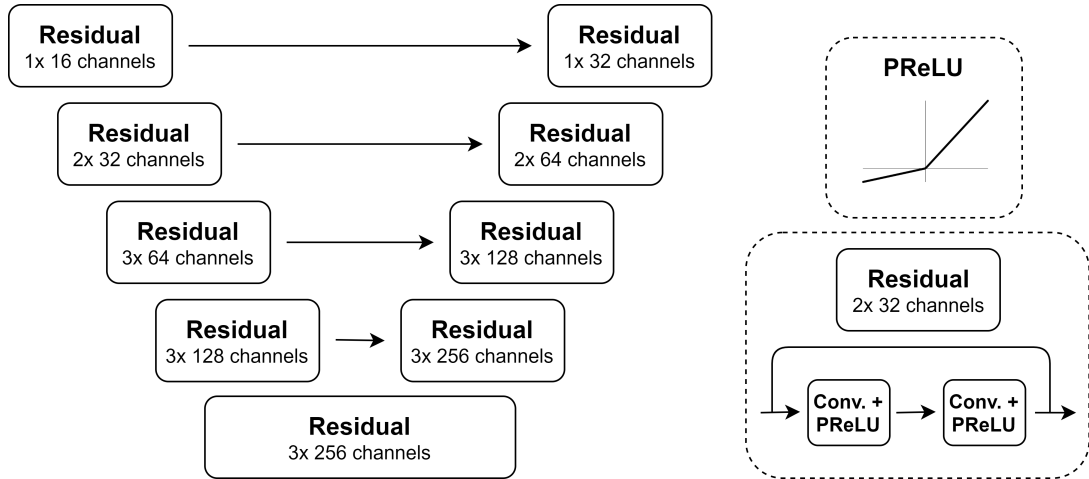 Residual
1x 16 channels
Residual
1x 32 channels
Residual
2x 32 channels
Residual
2x 64 channels
Residual
3x 64 channels
Residual
3x 128 channels
Residual
3x 128 channels
Residual
3x 256 channels
Residual
3x 256 channels
PReLU
Residual
2x 32 channels
Conv. +
PReLU
Conv. +
PReLU